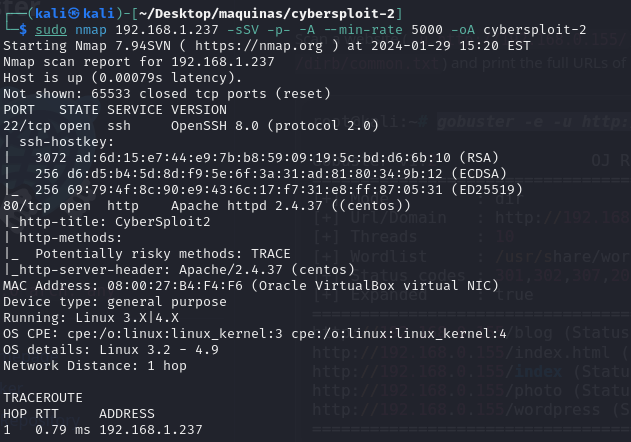 ┌──(kali㉿kali)-[~/Desktop/maquinas/cybersploit-2]
└─$ sudo nmap 192.168.1.237 -sSV -p- -A --min-rate 5000 -oA cybersploit-2
Starting Nmap 7.94SVN ( https://nmap.org ) at 2024-01-29 15:20 EST
Nmap scan report for 192.168.1.237
Host is up (0.00079s latency).
Not shown: 65533 closed tcp ports (reset)
PORT   STATE SERVICE VERSION
22/tcp open  ssh     OpenSSH 8.0 (protocol 2.0)
| ssh-hostkey:
|   3072 ad:6d:15:e7:44:e9:7b:b8:59:09:19:5c:bd:d6:6b:10 (RSA)
|   256 d6:d5:b4:5d:8d:f9:5e:6f:3a:31:ad:81:80:34:9b:12 (ECDSA)
|_  256 69:79:4f:8c:90:e9:43:6c:17:f7:31:e8:ff:87:05:31 (ED25519)
80/tcp open  http    Apache httpd 2.4.37 ((centos))
|_http-title: CyberSploit2
| http-methods:
|_  Potentially risky methods: TRACE
|_http-server-header: Apache/2.4.37 (centos)
MAC Address: 08:00:27:B4:F4:F6 (Oracle VirtualBox virtual NIC)
Device type: general purpose
Running: Linux 3.X|4.X
OS CPE: cpe:/o:linux:linux_kernel:3 cpe:/o:linux:linux_kernel:4
OS details: Linux 3.2 - 4.9
Network Distance: 1 hop
TRACEROUTE
HOP RTT     ADDRESS
1   0.79 ms 192.168.1.237